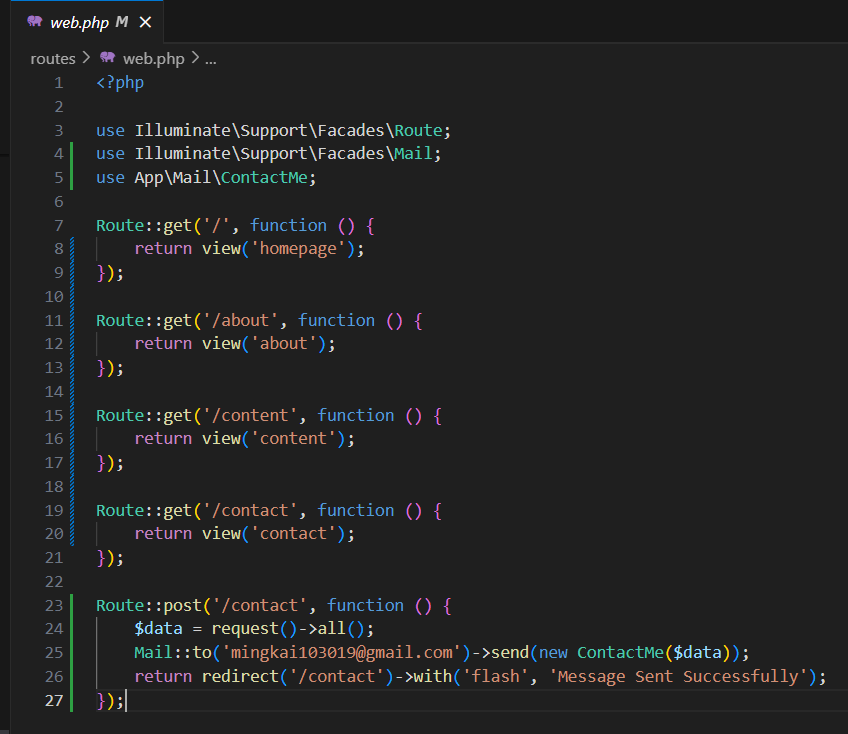 web.php M ×
routes > web.php > ...
1 <?php
2
3 use Illuminate\Support\Facades\Route;
4 use Illuminate\Support\Facades\Mail;
5 use App\Mail\ContactMe;
6
7 Route::get('/', function () {
8     return view('homepage');
9 });
10
11 Route::get('/about', function () {
12     return view('about');
13 });
14
15 Route::get('/content', function () {
16     return view('content');
17 });
18
19 Route::get('/contact', function () {
20     return view('contact');
21 });
22
23 Route::post('/contact', function () {
24     $data = request()->all();
25     Mail::to('mingkai103019@gmail.com')->send(new ContactMe($data));
26     return redirect('/contact')->with('flash', 'Message Sent Successfully');
27 });